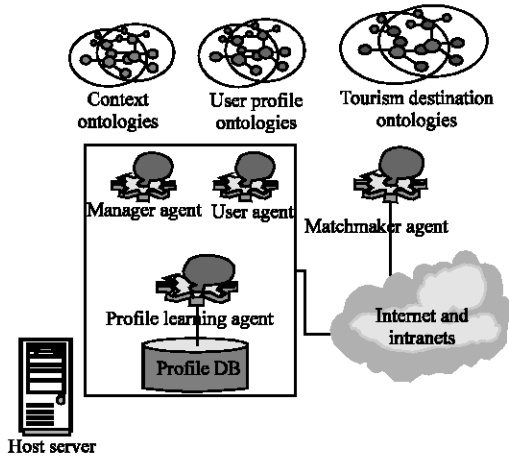 Context
ontologies
User profile
ontologies
Tourism destination
ontologies
Manager agent
User agent
Matchmaker agent
Profile learning agent
Internet and
intranets
Profile DB
Host server